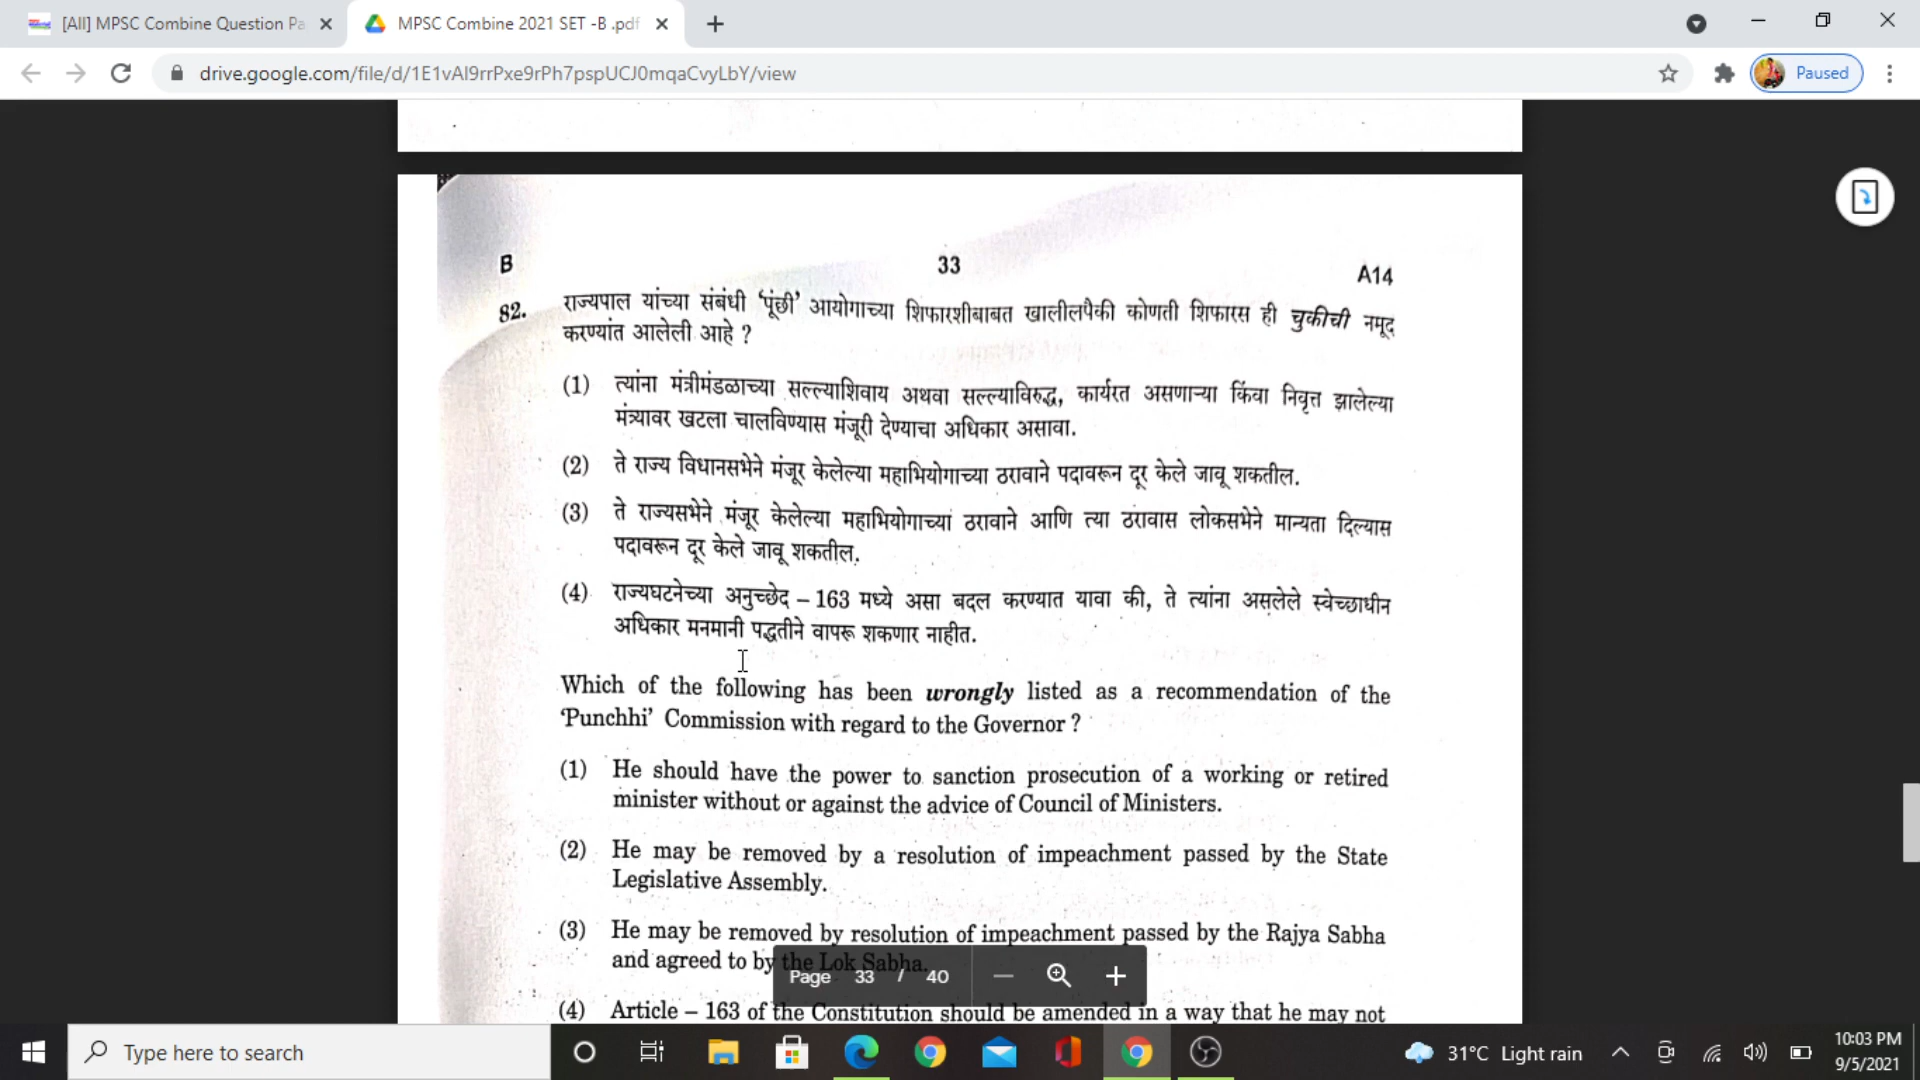 [All] MPSC Combine Question Pa
MPSC Combine 2021 SET -B .pdf
drive.google.com/file/d/1E1vAl9rrPxe9rPh7pspUCJ0mqaCvyLbY/view
Paused
B
33
A14
82. राज्यपाल यांच्या संबंधी ‘पूंछी’ आयोगाच्या शिफारशीबाबत खालीलपैकी कोणती शिफारस ही चुकीची नमूद
करण्यांत आलेली आहे ?
(1) त्यांना मंत्रीमंडळाच्या सल्ल्याशिवाय अथवा सल्ल्याविरुद्ध, कार्यरत असणाऱ्या किंवा निवृत्त झालेल्या
मंत्र्यावर खटला चालविण्यास मंजूरी देण्याचा अधिकार असावा.
(2) ते राज्य विधानसभेने मंजूर केलेल्या महाभियोगाच्या ठरावाने पदावरून दूर केले जावू शकतील.
(3) ते राज्यसभेने मंजूर केलेल्या महाभियोगाच्या ठरावाने आणि त्या ठरावास लोकसभेने मान्यता दिल्यास
पदावरून दूर केले जावू शकतील.
(4) राज्यघटनेच्या अनुच्छेद – 163 मध्ये असा बदल करण्यात यावा की, ते त्यांना असलेले स्वेच्छाधीन
अधिकार मनमानी पद्धतीने वापरू शकणार नाहीत.
Which of the following has been wrongly listed as a recommendation of the
‘Punchhi’ Commission with regard to the Governor ?
(1) He should have the power to sanction prosecution of a working or retired
minister without or against the advice of Council of Ministers.
(2) He may be removed by a resolution of impeachment passed by the State
Legislative Assembly.
(3) He may be removed by resolution of impeachment passed by the Rajya Sabha
and agreed to by the Lok Sabha.
Page 33 / 40
(4) Article – 163 of the Constitution should be amended in a way that he may not
Type here to search
31°C Light rain
10:03 PM
9/5/2021